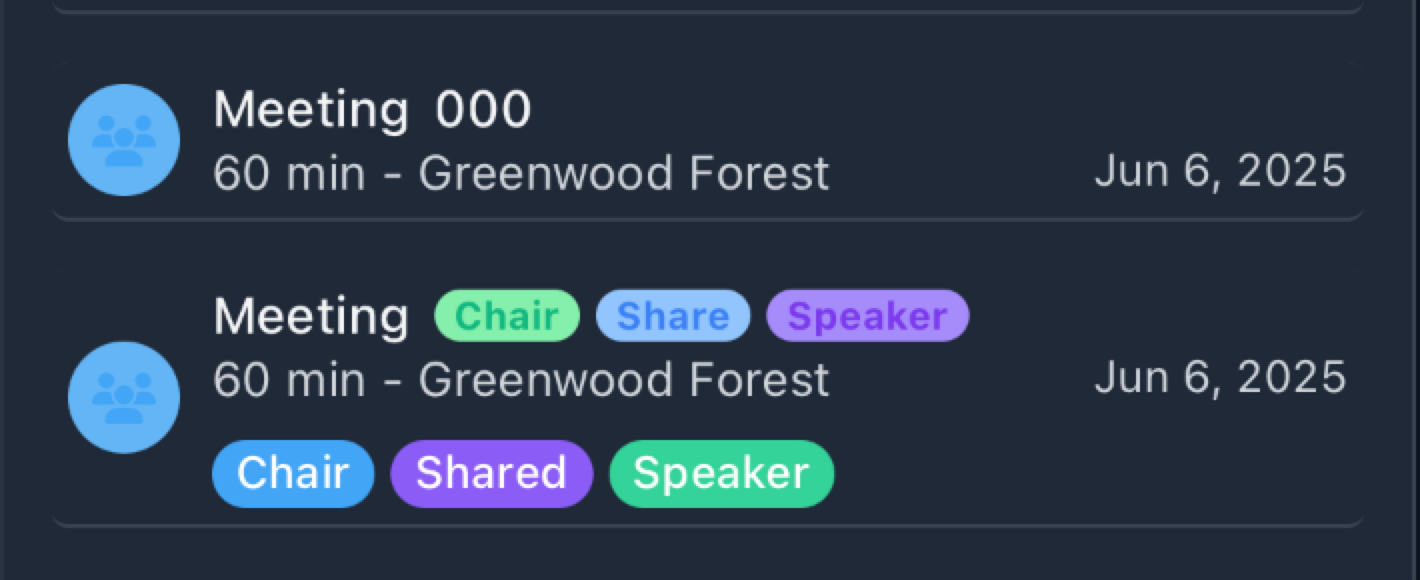 Meeting 000
60 min - Greenwood Forest Jun 6, 2025
Meeting Chair Share Speaker
60 min - Greenwood Forest Jun 6, 2025
Chair Shared Speaker